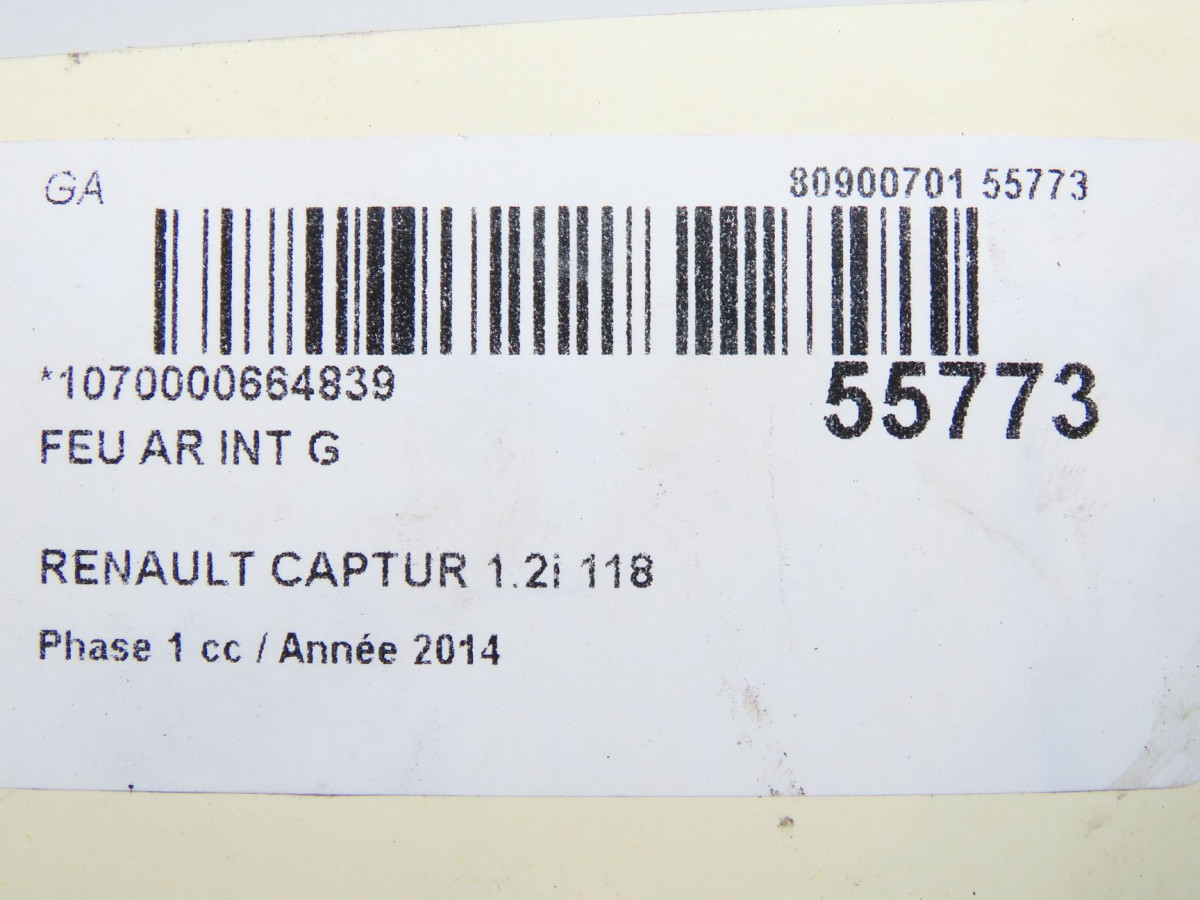 GA
80900701 55773
*1070000664839
55773
FEU AR INT G
RENAULT CAPTUR 1.2i 118
Phase 1 cc / Année 2014